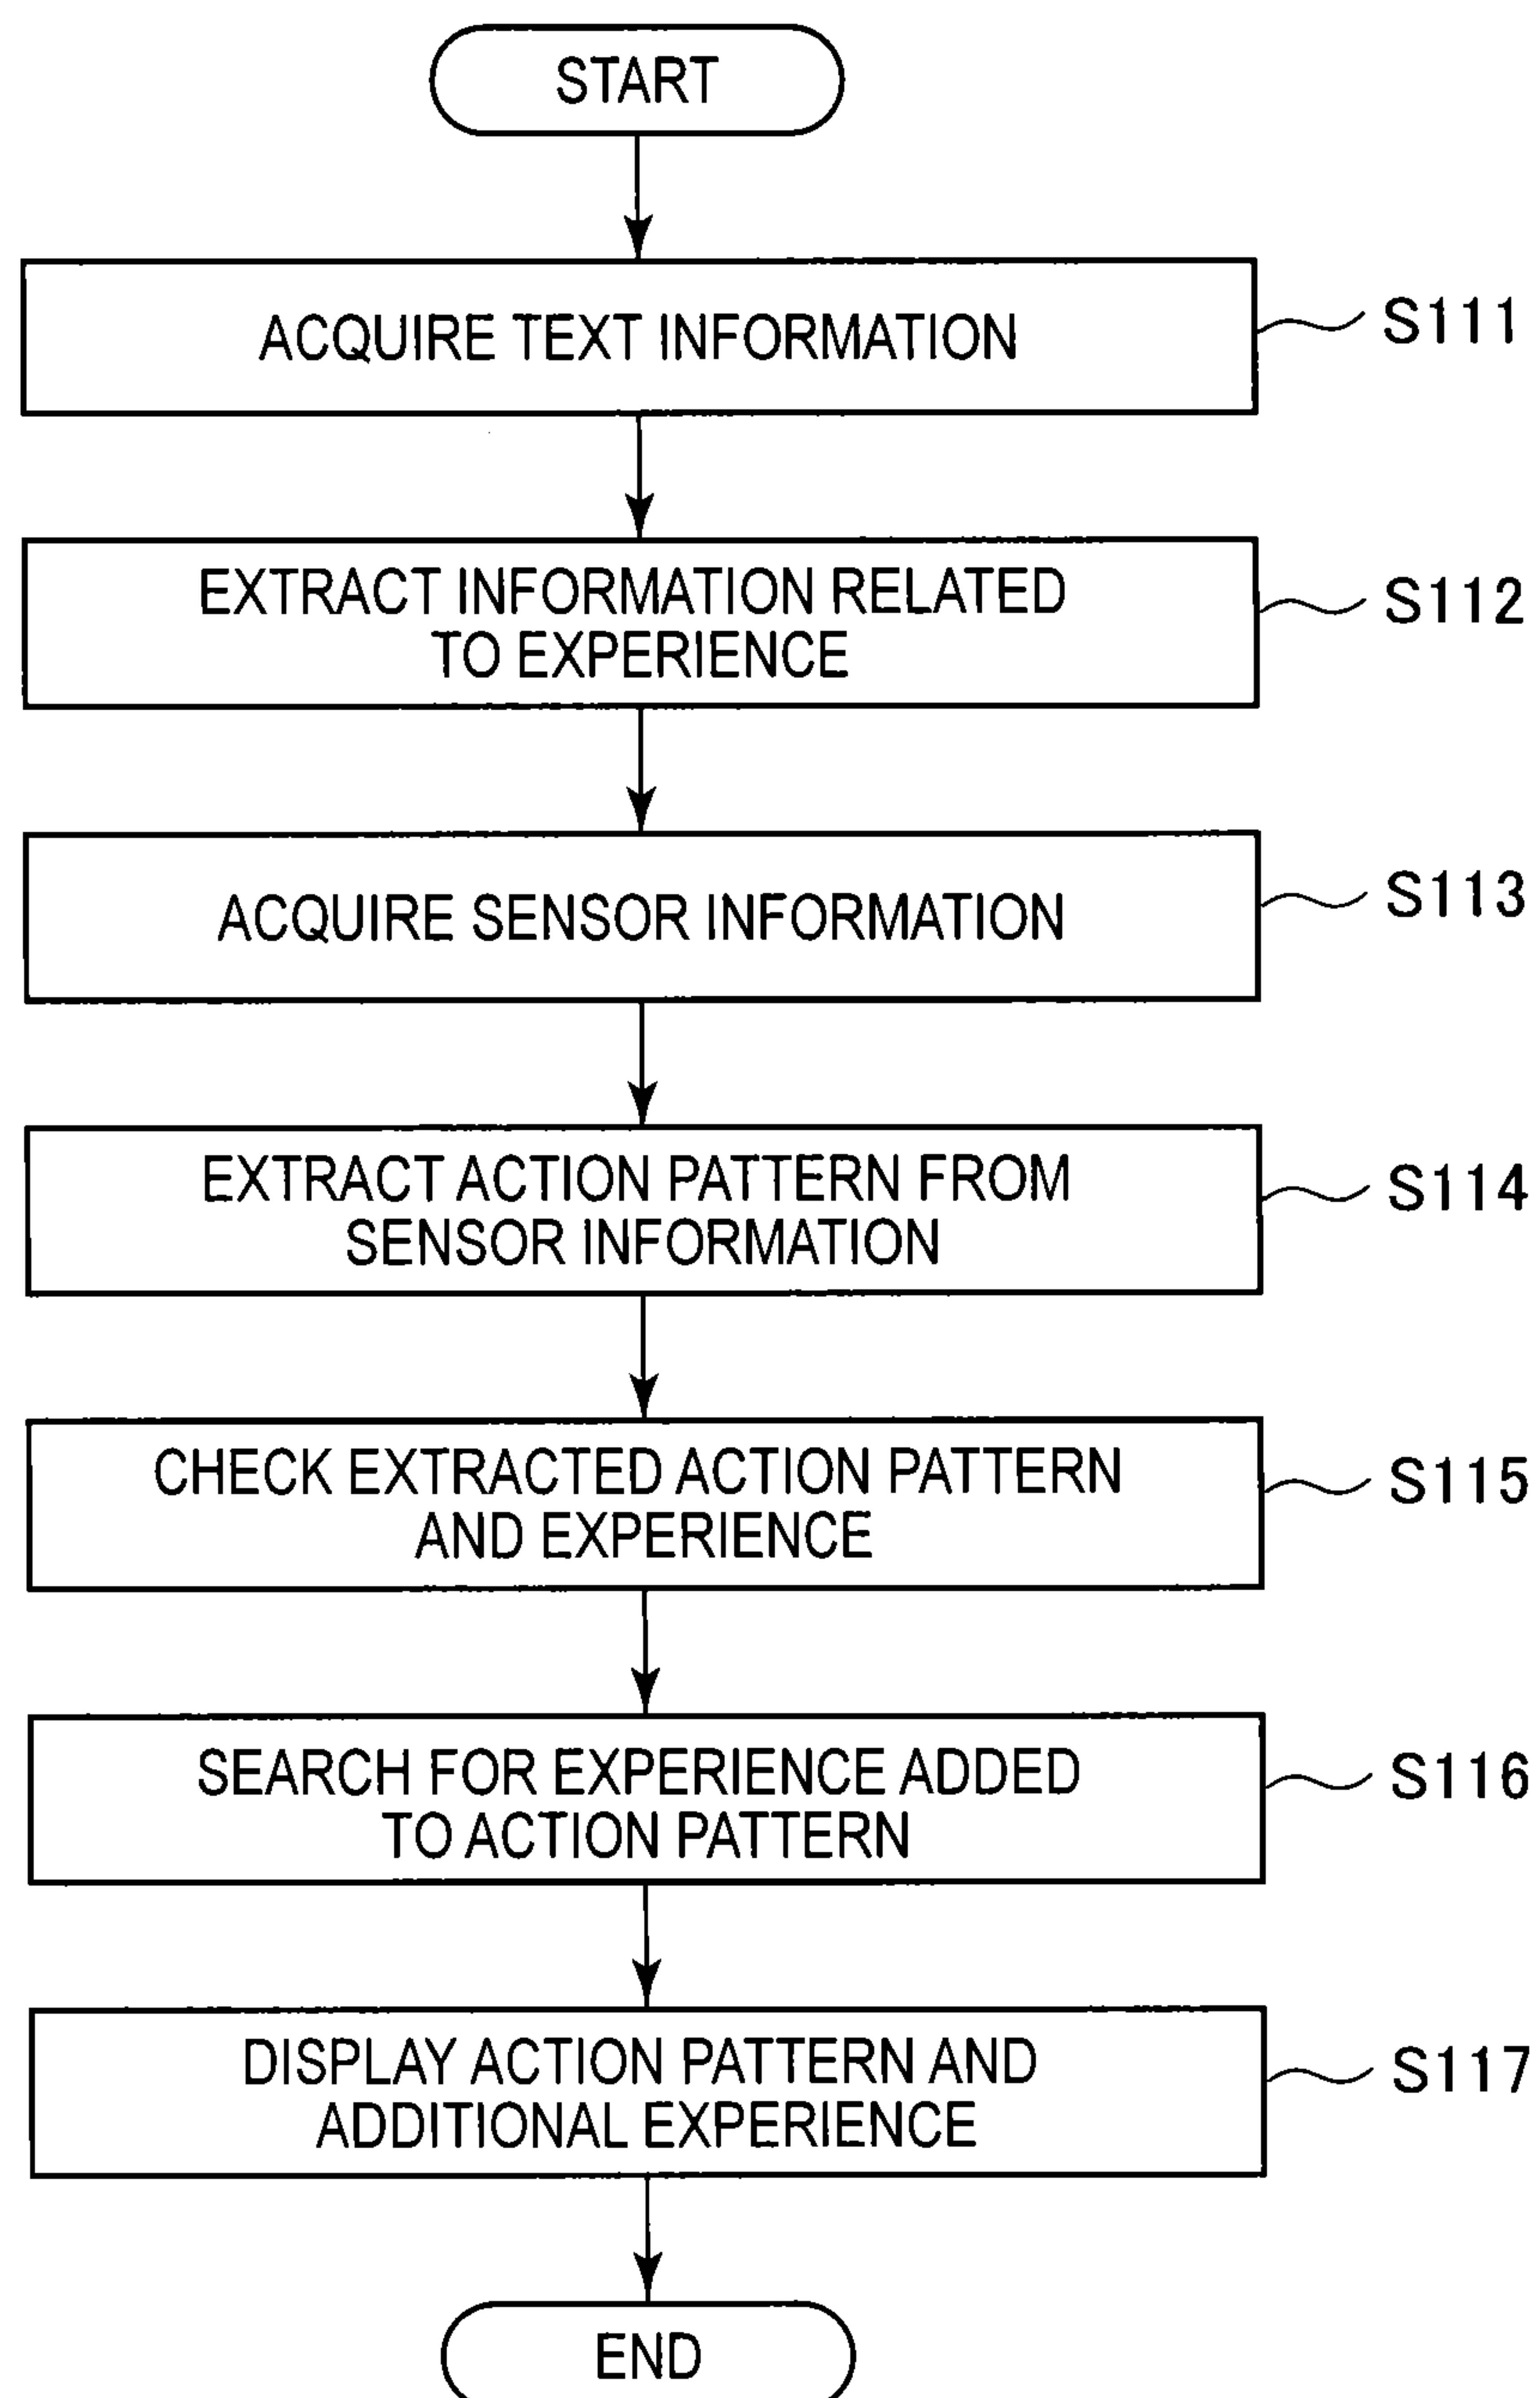 START
ACQUIRE TEXT INFORMATION
S111
EXTRACT INFORMATION RELATED
TO EXPERIENCE
S112
ACQUIRE SENSOR INFORMATION
S113
EXTRACT ACTION PATTERN FROM
SENSOR INFORMATION
S114
CHECK EXTRACTED ACTION PATTERN
AND EXPERIENCE
S115
SEARCH FOR EXPERIENCE ADDED
TO ACTION PATTERN
S116
DISPLAY ACTION PATTERN AND
ADDITIONAL EXPERIENCE
S117
END